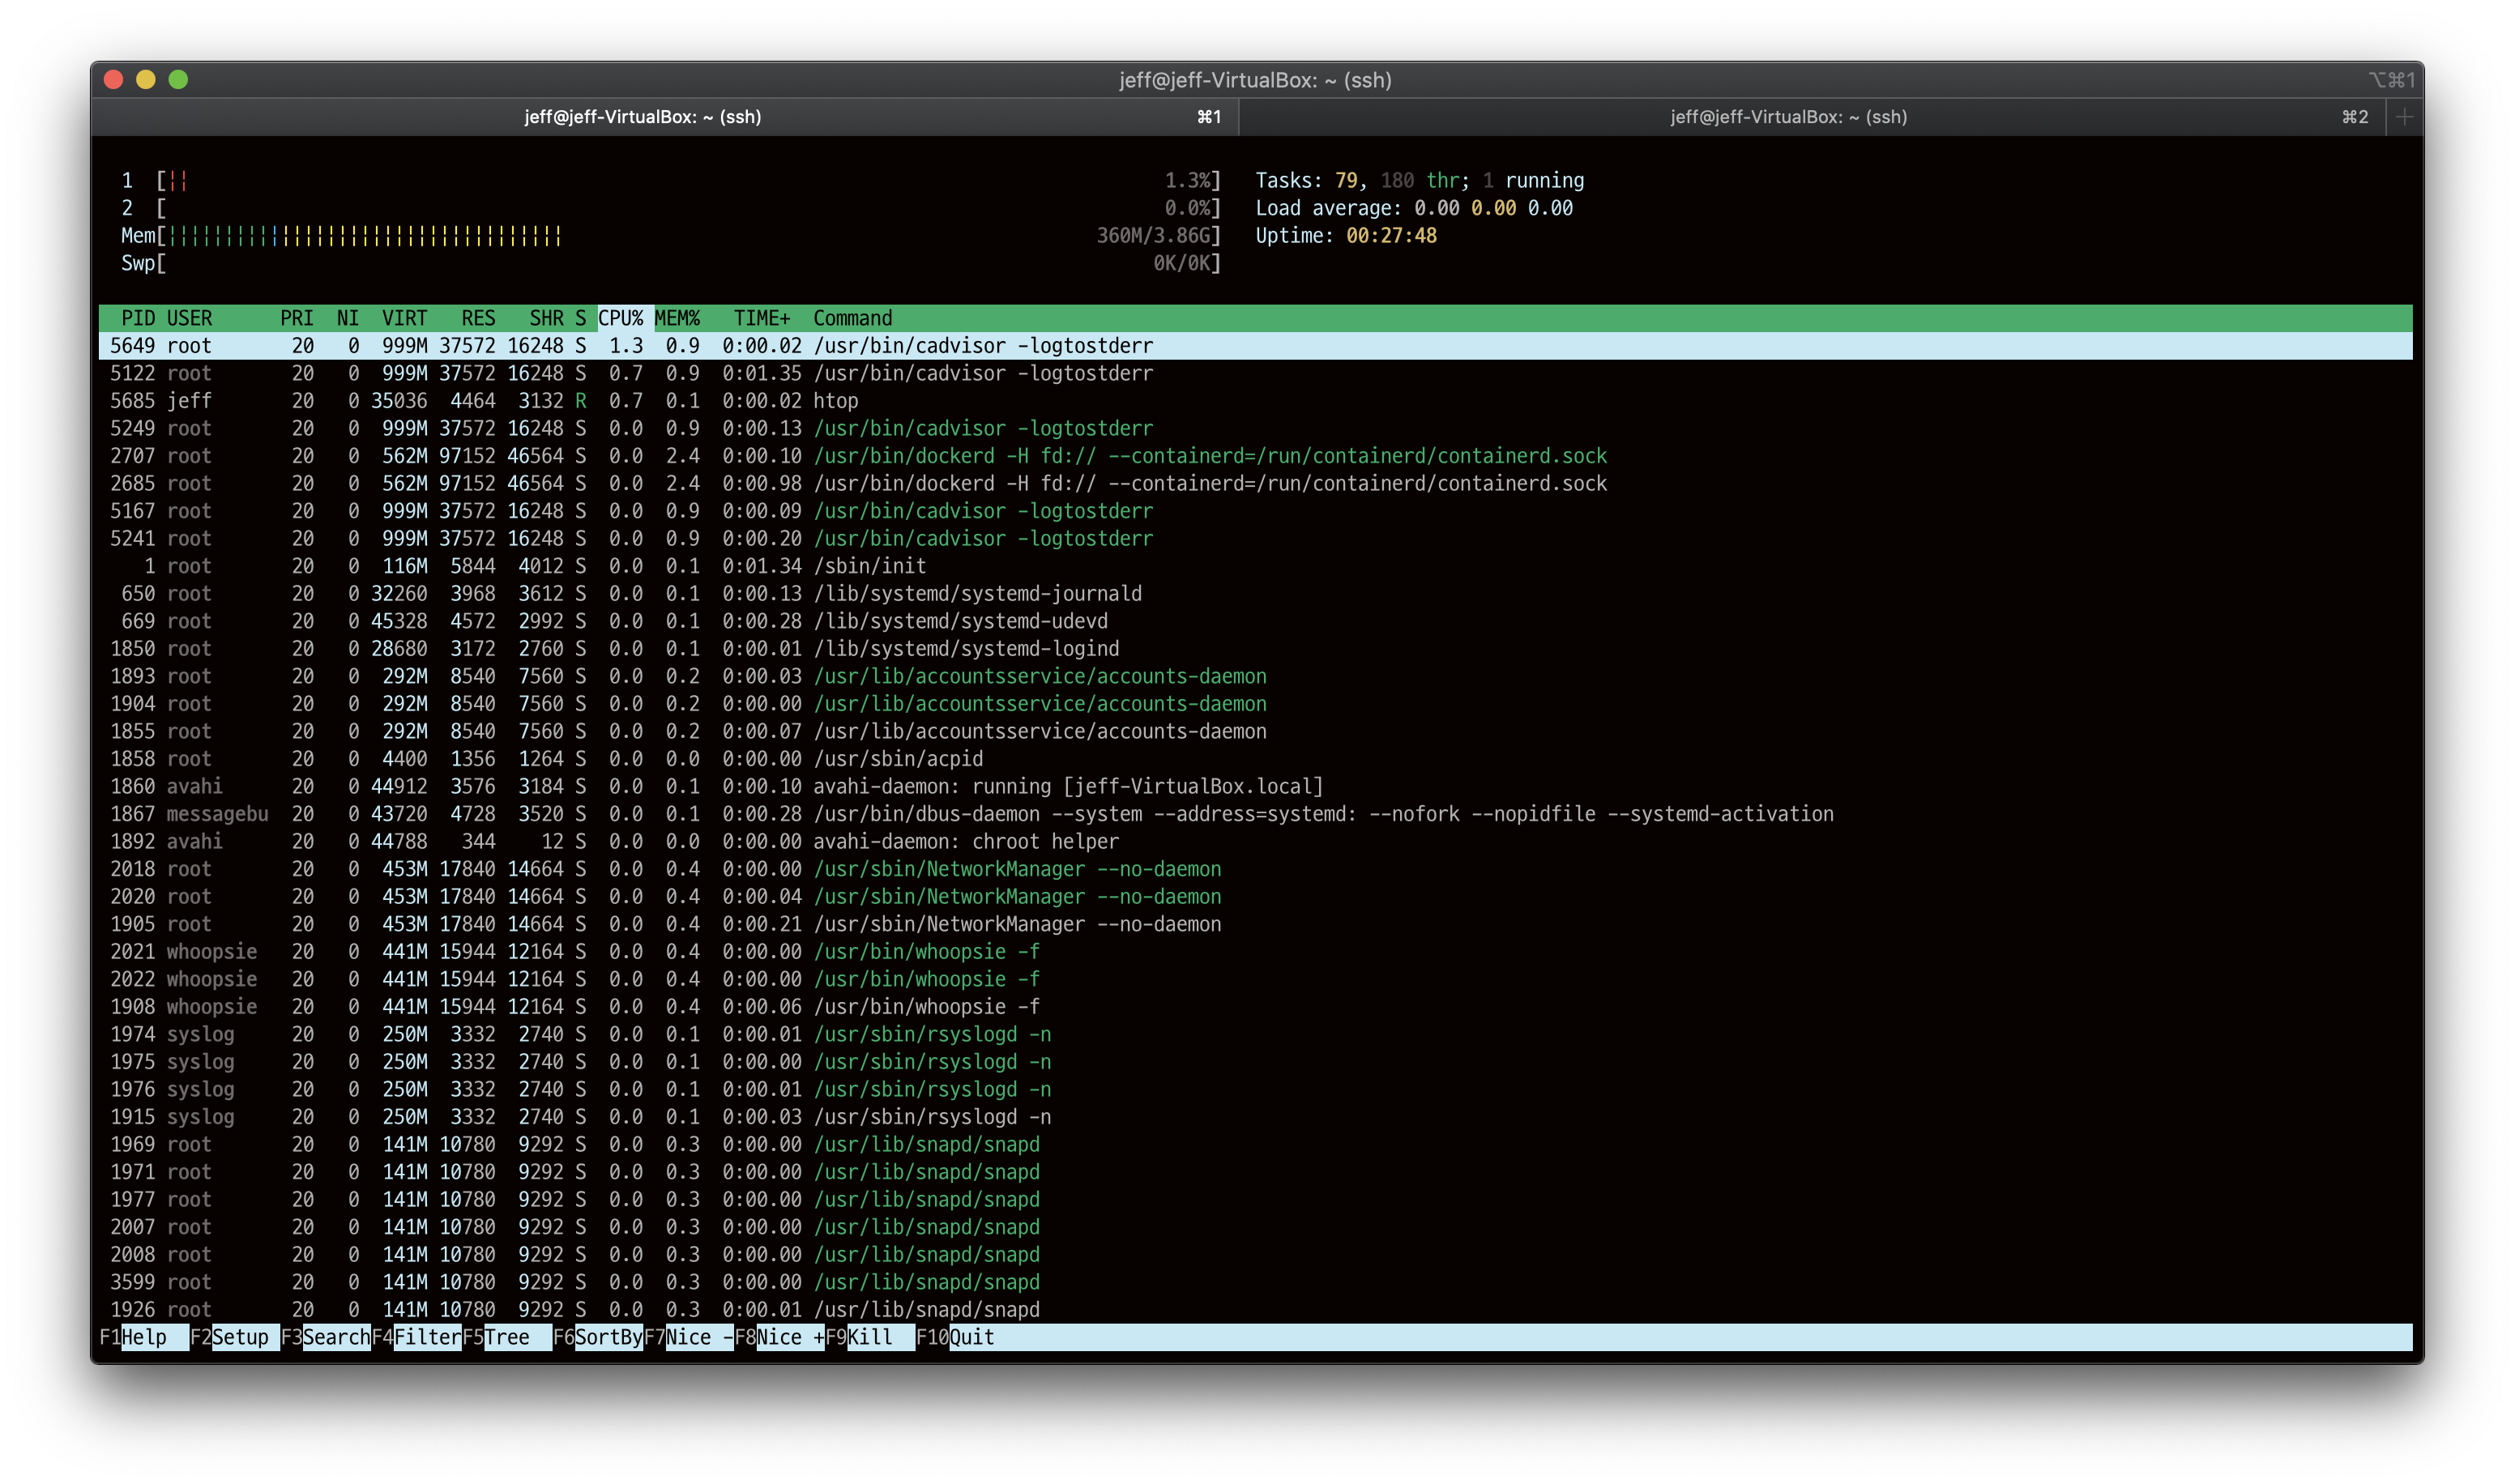 jeff@jeff-VirtualBox: ~ (ssh) ⌥⌘1
jeff@jeff-VirtualBox: ~ (ssh) ⌘1 jeff@jeff-VirtualBox: ~ (ssh) ⌘2 +
1 [|| 1.3%] Tasks: 79, 180 thr; 1 running
2 [ 0.0%] Load average: 0.00 0.00 0.00
Mem[||||||||||||||||||||||||||||||||||| 360M/3.86G] Uptime: 00:27:48
Swp[ 0K/0K]
PID USER PRI NI VIRT RES SHR S CPU% MEM% TIME+ Command
5649 root 20 0 999M 37572 16248 S 1.3 0.9 0:00.02 /usr/bin/cadvisor -logtostderr
5122 root 20 0 999M 37572 16248 S 0.7 0.9 0:01.35 /usr/bin/cadvisor -logtostderr
5685 jeff 20 0 35036 4464 3132 R 0.7 0.1 0:00.02 htop
5249 root 20 0 999M 37572 16248 S 0.0 0.9 0:00.13 /usr/bin/cadvisor -logtostderr
2707 root 20 0 562M 97152 46564 S 0.0 2.4 0:00.10 /usr/bin/dockerd -H fd:// --containerd=/run/containerd/containerd.sock
2685 root 20 0 562M 97152 46564 S 0.0 2.4 0:00.98 /usr/bin/dockerd -H fd:// --containerd=/run/containerd/containerd.sock
5167 root 20 0 999M 37572 16248 S 0.0 0.9 0:00.09 /usr/bin/cadvisor -logtostderr
5241 root 20 0 999M 37572 16248 S 0.0 0.9 0:00.20 /usr/bin/cadvisor -logtostderr
1 root 20 0 116M 5844 4012 S 0.0 0.1 0:01.34 /sbin/init
650 root 20 0 32260 3968 3612 S 0.0 0.1 0:00.13 /lib/systemd/systemd-journald
669 root 20 0 45328 4572 2992 S 0.0 0.1 0:00.28 /lib/systemd/systemd-udevd
1850 root 20 0 28680 3172 2760 S 0.0 0.1 0:00.01 /lib/systemd/systemd-logind
1893 root 20 0 292M 8540 7560 S 0.0 0.2 0:00.03 /usr/lib/accountsservice/accounts-daemon
1904 root 20 0 292M 8540 7560 S 0.0 0.2 0:00.00 /usr/lib/accountsservice/accounts-daemon
1855 root 20 0 292M 8540 7560 S 0.0 0.2 0:00.07 /usr/lib/accountsservice/accounts-daemon
1858 root 20 0 4400 1356 1264 S 0.0 0.0 0:00.00 /usr/sbin/acpid
1860 avahi 20 0 44912 3576 3184 S 0.0 0.1 0:00.10 avahi-daemon: running [jeff-VirtualBox.local]
1867 messagebu 20 0 43720 4728 3520 S 0.0 0.1 0:00.28 /usr/bin/dbus-daemon --system --address=systemd: --nofork --nopidfile --systemd-activation
1892 avahi 20 0 44788 344 12 S 0.0 0.0 0:00.00 avahi-daemon: chroot helper
2018 root 20 0 453M 17840 14664 S 0.0 0.4 0:00.00 /usr/sbin/NetworkManager --no-daemon
2020 root 20 0 453M 17840 14664 S 0.0 0.4 0:00.04 /usr/sbin/NetworkManager --no-daemon
1905 root 20 0 453M 17840 14664 S 0.0 0.4 0:00.21 /usr/sbin/NetworkManager --no-daemon
2021 whoopsie 20 0 441M 15944 12164 S 0.0 0.4 0:00.00 /usr/bin/whoopsie -f
2022 whoopsie 20 0 441M 15944 12164 S 0.0 0.4 0:00.00 /usr/bin/whoopsie -f
1908 whoopsie 20 0 441M 15944 12164 S 0.0 0.4 0:00.06 /usr/bin/whoopsie -f
1974 syslog 20 0 250M 3332 2740 S 0.0 0.1 0:00.01 /usr/sbin/rsyslogd -n
1975 syslog 20 0 250M 3332 2740 S 0.0 0.1 0:00.00 /usr/sbin/rsyslogd -n
1976 syslog 20 0 250M 3332 2740 S 0.0 0.1 0:00.01 /usr/sbin/rsyslogd -n
1915 syslog 20 0 250M 3332 2740 S 0.0 0.1 0:00.03 /usr/sbin/rsyslogd -n
1969 root 20 0 141M 10780 9292 S 0.0 0.3 0:00.00 /usr/lib/snapd/snapd
1971 root 20 0 141M 10780 9292 S 0.0 0.3 0:00.00 /usr/lib/snapd/snapd
1977 root 20 0 141M 10780 9292 S 0.0 0.3 0:00.00 /usr/lib/snapd/snapd
2007 root 20 0 141M 10780 9292 S 0.0 0.3 0:00.00 /usr/lib/snapd/snapd
2008 root 20 0 141M 10780 9292 S 0.0 0.3 0:00.00 /usr/lib/snapd/snapd
3599 root 20 0 141M 10780 9292 S 0.0 0.3 0:00.00 /usr/lib/snapd/snapd
1926 root 20 0 141M 10780 9292 S 0.0 0.3 0:00.01 /usr/lib/snapd/snapd
F1Help F2Setup F3SearchF4FilterF5Tree F6SortByF7Nice -F8Nice +F9Kill F10Quit